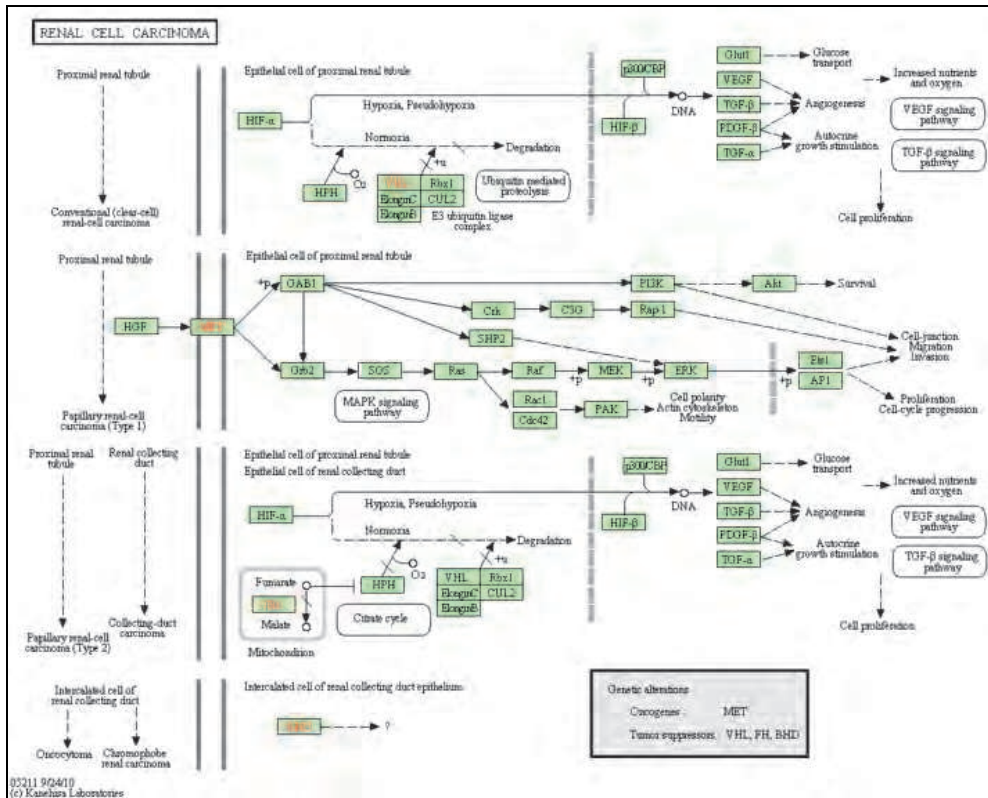 RENAL CELL CARCINOMA
Proximal renal tubule
Conventional (clear-cell)
renal-cell carcinoma
Epithelial cell of proximal renal tubule
HIF-α
Hypoxia, Pseudohypoxia
Normoxia
Degradation
HPH
O2
+u
Rbx1
ElonginC
CUL2
ElonginB
E3 ubiquitin ligase
complex
Ubiquitin mediated
proteolysis
p300/CBP
HIF-β
DNA
Glut1
VEGF
TGF-β
PDGF-β
TGF-α
Glucose
transport
Angiogenesis
Autocrine
growth stimulation
Increased nutrients
and oxygen
VEGF signaling
pathway
TGF-β signaling
pathway
Cell proliferation
Proximal renal tubule
Papillary renal-cell
carcinoma (Type 1)
Epithelial cell of proximal renal tubule
HGF
+p
GAB1
PI3K
Akt
Survival
Crk
C3G
Rap1
SHP2
Grb2
SOS
Ras
Raf
+p
MEK
+p
ERK
+p
Ets1
AP1
Cell-junction
Migration
Invasion
Proliferation
Cell-cycle progression
MAPK signaling
pathway
Rac1
Cdc42
PAK
Cell polarity
Actin cytoskeleton
Motility
Proximal renal
tubule
Renal collecting
duct
Papillary renal-cell
carcinoma (Type 2)
Collecting-duct
carcinoma
Epithelial cell of proximal renal tubule
Epithelial cell of renal collecting duct
HIF-α
Hypoxia, Pseudohypoxia
Normoxia
Degradation
Fumarate
Malate
Mitochondrion
HPH
O2
Citrate cycle
+u
VHL
Rbx1
ElonginC
CUL2
ElonginB
p300/CBP
HIF-β
DNA
Glut1
VEGF
TGF-β
PDGF-β
TGF-α
Glucose
transport
Angiogenesis
Autocrine
growth stimulation
Increased nutrients
and oxygen
VEGF signaling
pathway
TGF-β signaling
pathway
Cell proliferation
Intercalated cell of
renal collecting duct
Oncocytoma
Chromophobe
renal carcinoma
Intercalated cell of renal collecting duct epithelium
?
Genetic alterations
Oncogenes : MET
Tumor suppressors : VHL, FH, BHD
05211 9/24/10
(c) Kanehisa Laboratories